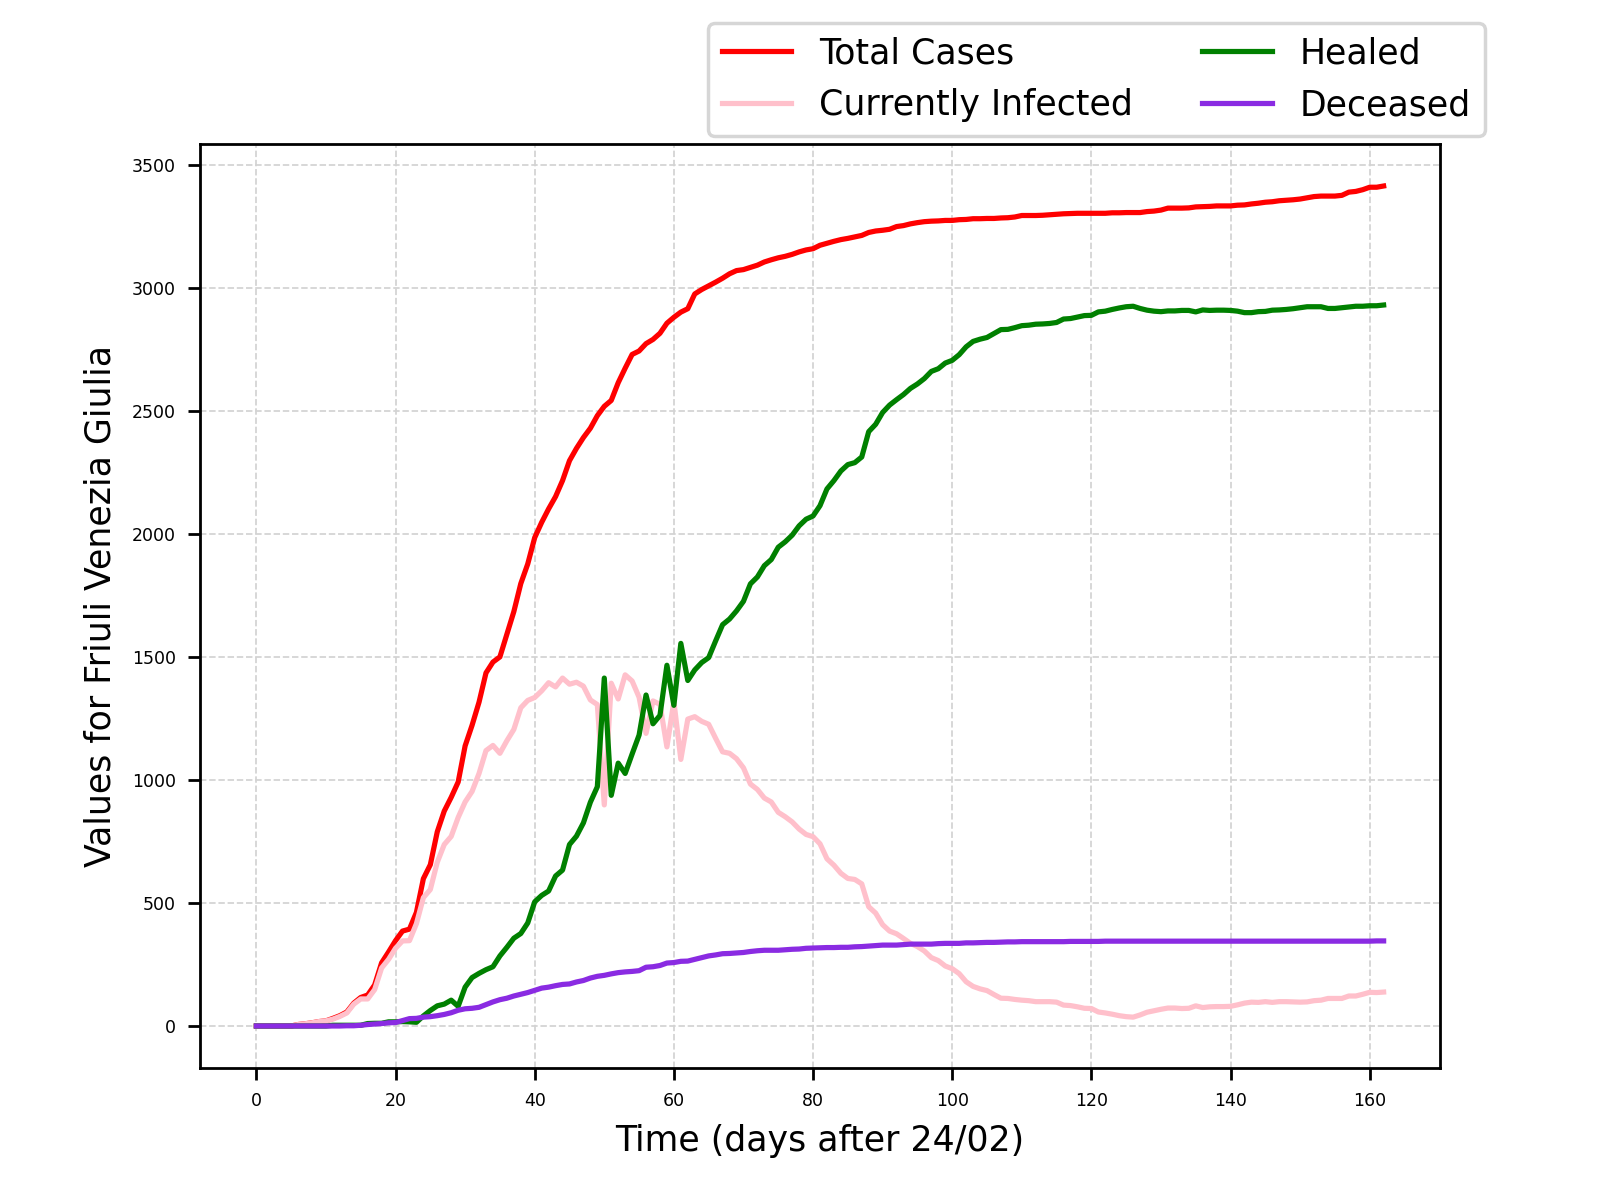 Total Cases
Currently Infected
Healed
Deceased
3500
3000
2500
2000
1500
1000
500
0
Values for Friuli Venezia Giulia
0 20 40 60 80 100 120 140 160
Time (days after 24/02)